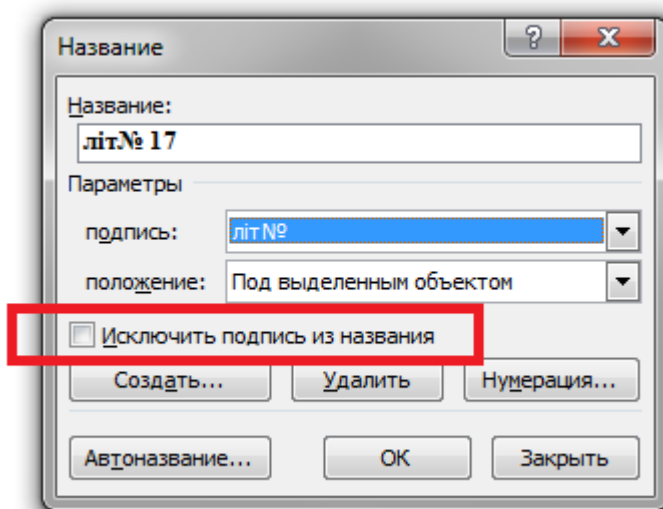 Название
Название:
літ№ 17
Параметры
подпись: літ№
положение: Под выделенным объектом
Исключить подпись из названия
Создать... Удалить Нумерация...
Автоназвание... ОК Закрыть